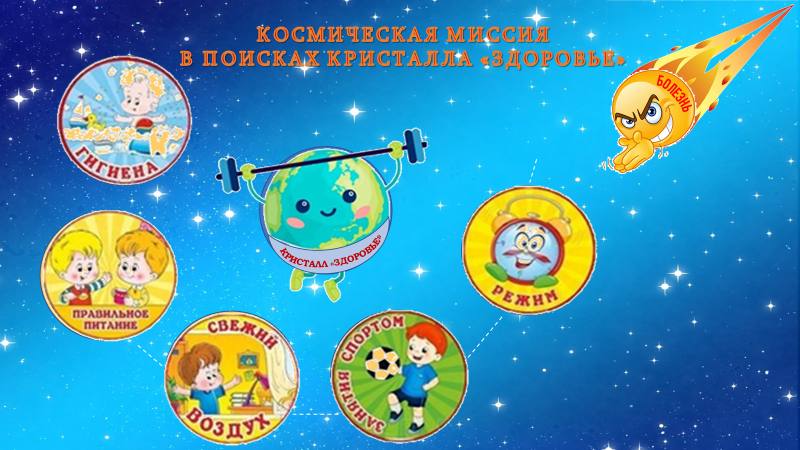 КОСМИЧЕСКАЯ МИССИЯ
В ПОИСКАХ КРИСТАЛЛА «ЗДОРОВЬЕ»
БОЛЕЗНЬ
ГИГИЕНА
КРИСТАЛЛ «ЗДОРОВЬЕ»
РЕЖИМ
ПРАВИЛЬНОЕ
ПИТАНИЕ
СВЕЖИЙ
ВОЗДУХ
ЗАНЯТИЯ
СПОРТОМ